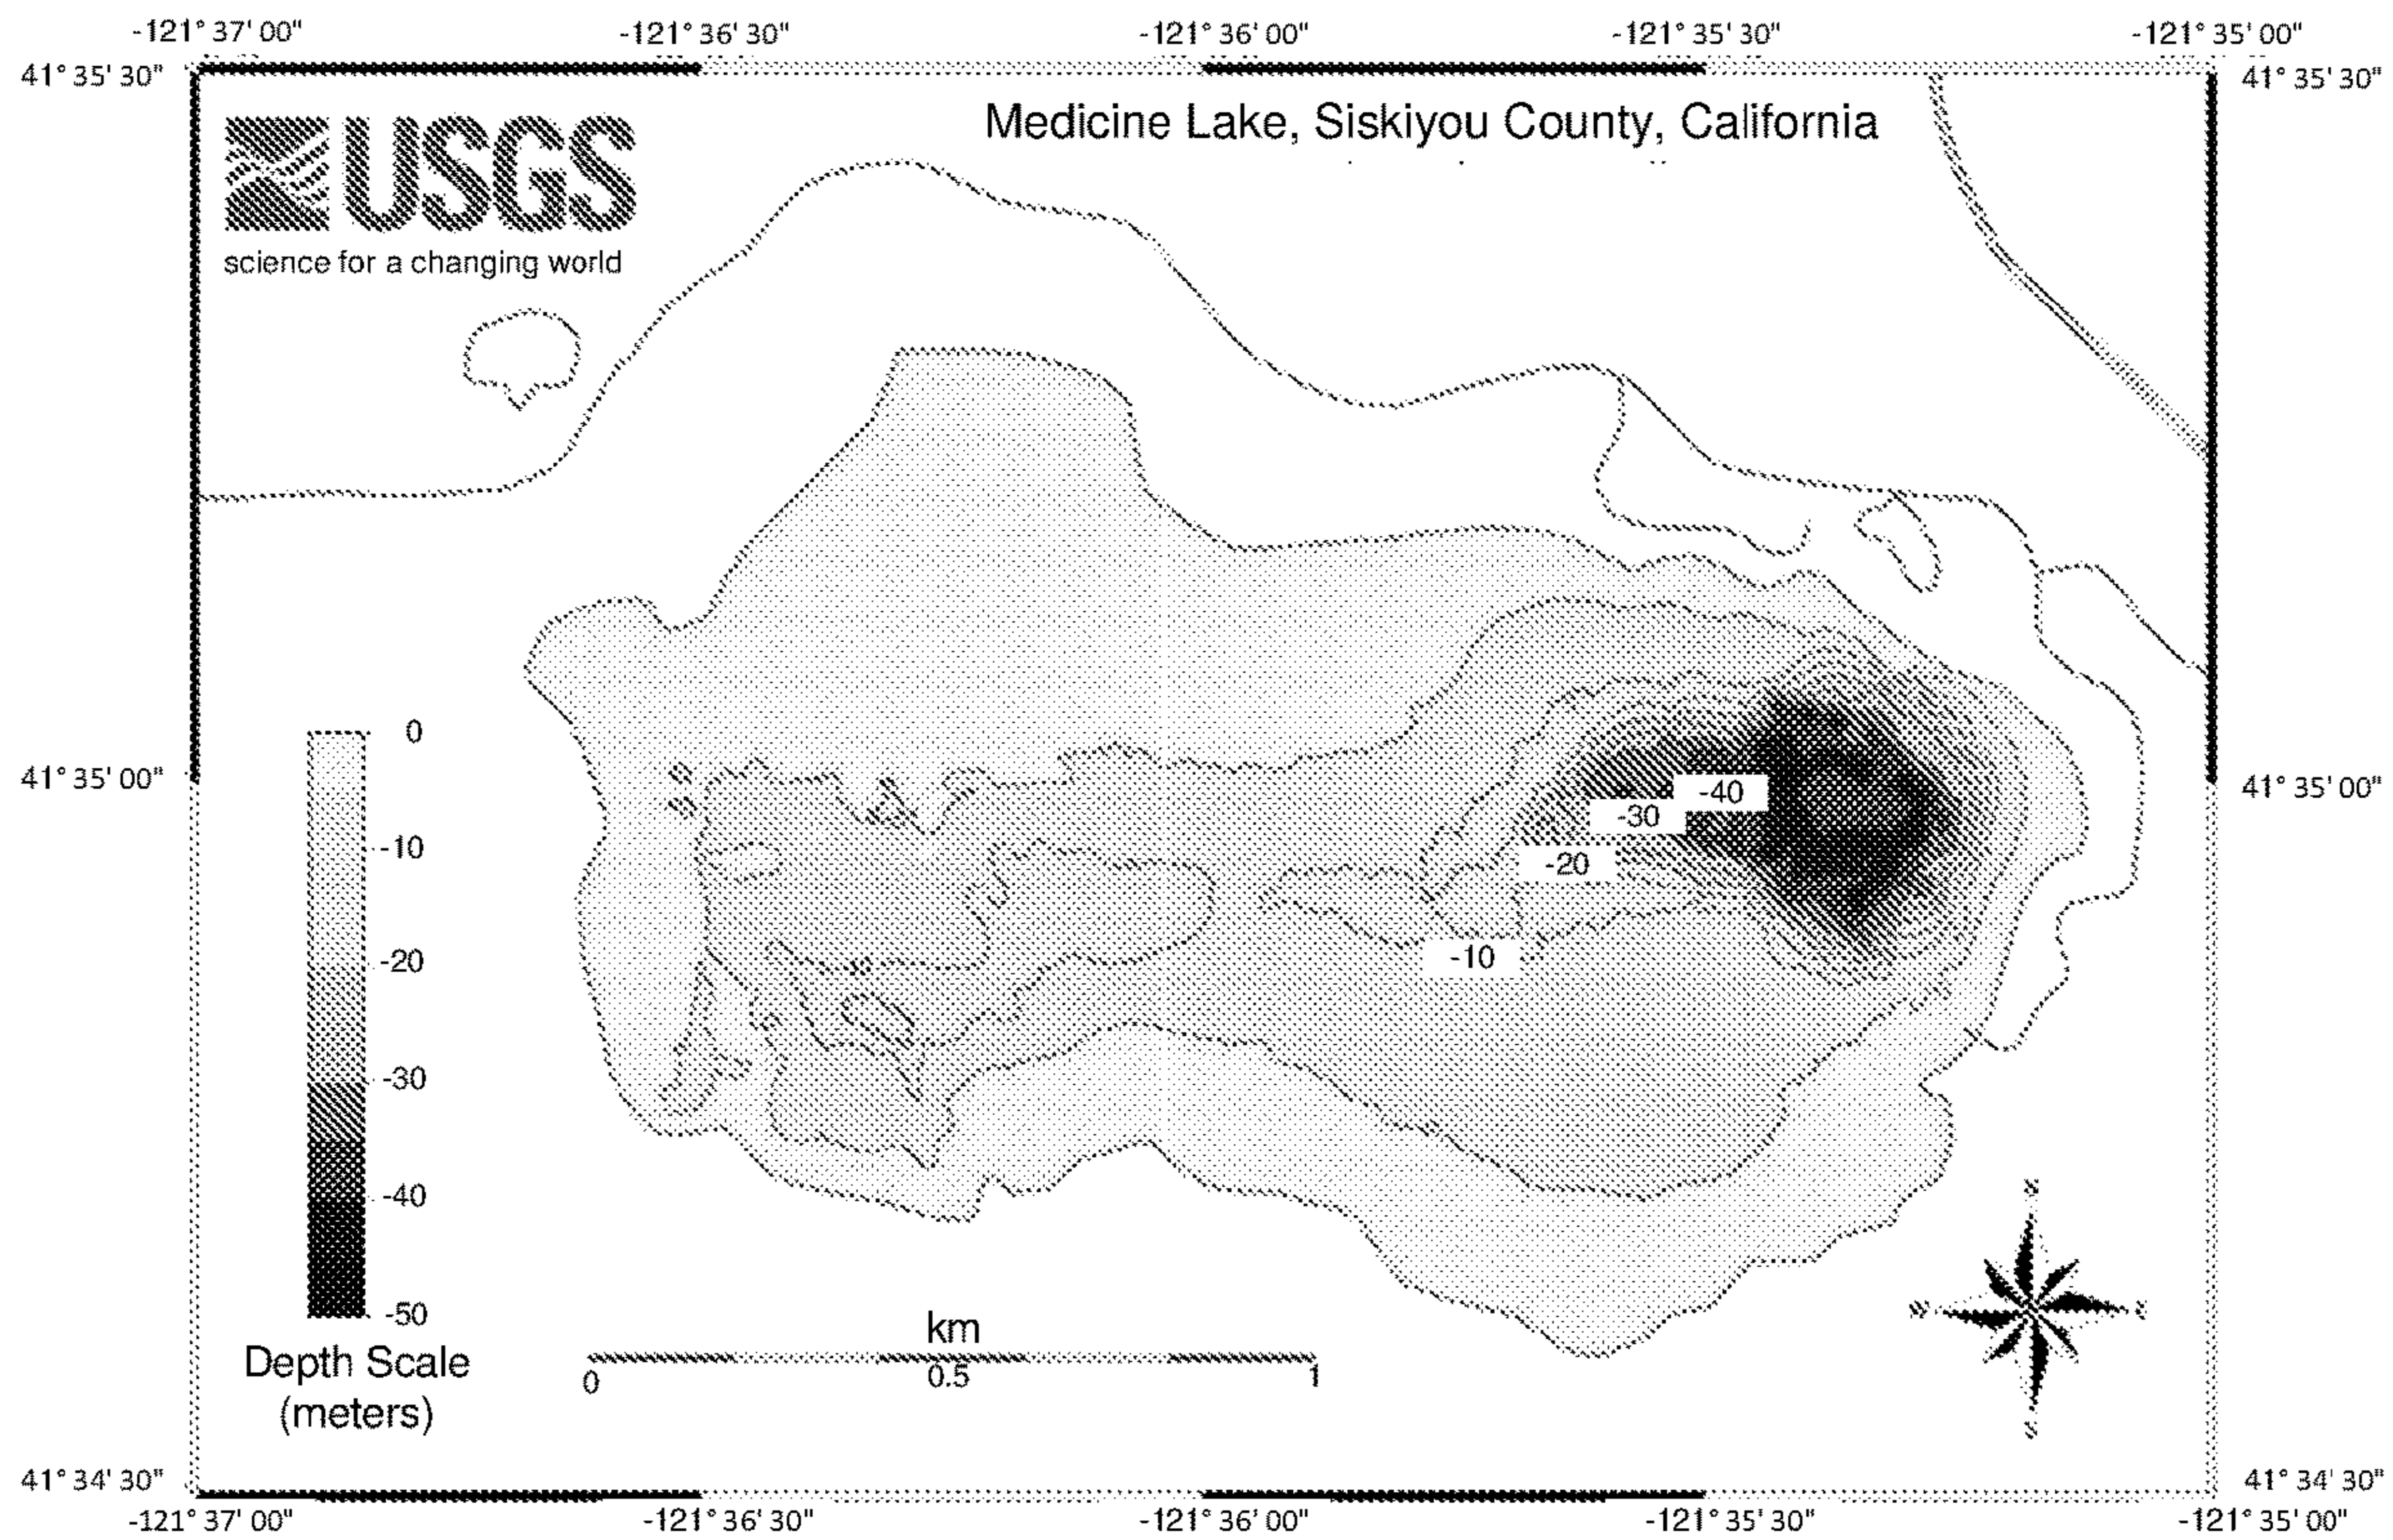 -121° 37' 00" -121° 36' 30" -121° 36' 00" -121° 35' 30" -121° 35' 00"
41° 35' 30" 41° 35' 30"
Medicine Lake, Siskiyou County, California
USGS
science for a changing world
0
-10
-20
-30
-40
-50
Depth Scale
(meters)
41° 35' 00" 41° 35' 00"
-40
-30
-20
-10
km
0 0.5 1
N
W E
S
41° 34' 30" 41° 34' 30"
-121° 37' 00" -121° 36' 30" -121° 36' 00" -121° 35' 30" -121° 35' 00"